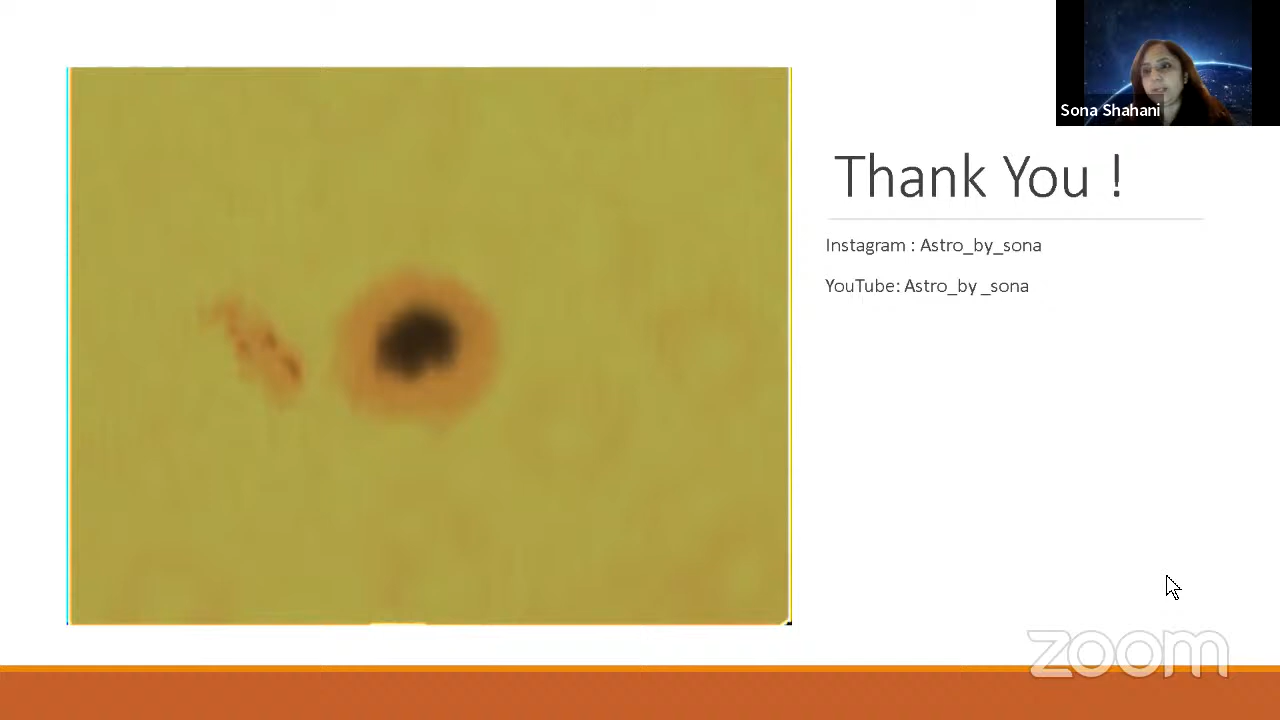 Sona Shahani
Thank You !
Instagram : Astro_by_sona
YouTube: Astro_by _sona
zoom